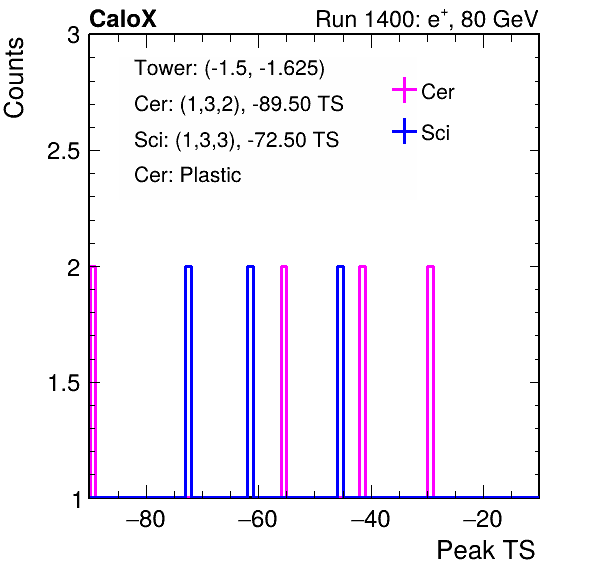 CaloX Run 1400: e⁺, 80 GeV
Counts
3
2.5
2
1.5
1
Tower: (-1.5, -1.625)
Cer: (1,3,2), -89.50 TS
Sci: (1,3,3), -72.50 TS
Cer: Plastic
Cer
Sci
−80 −60 −40 −20
Peak TS